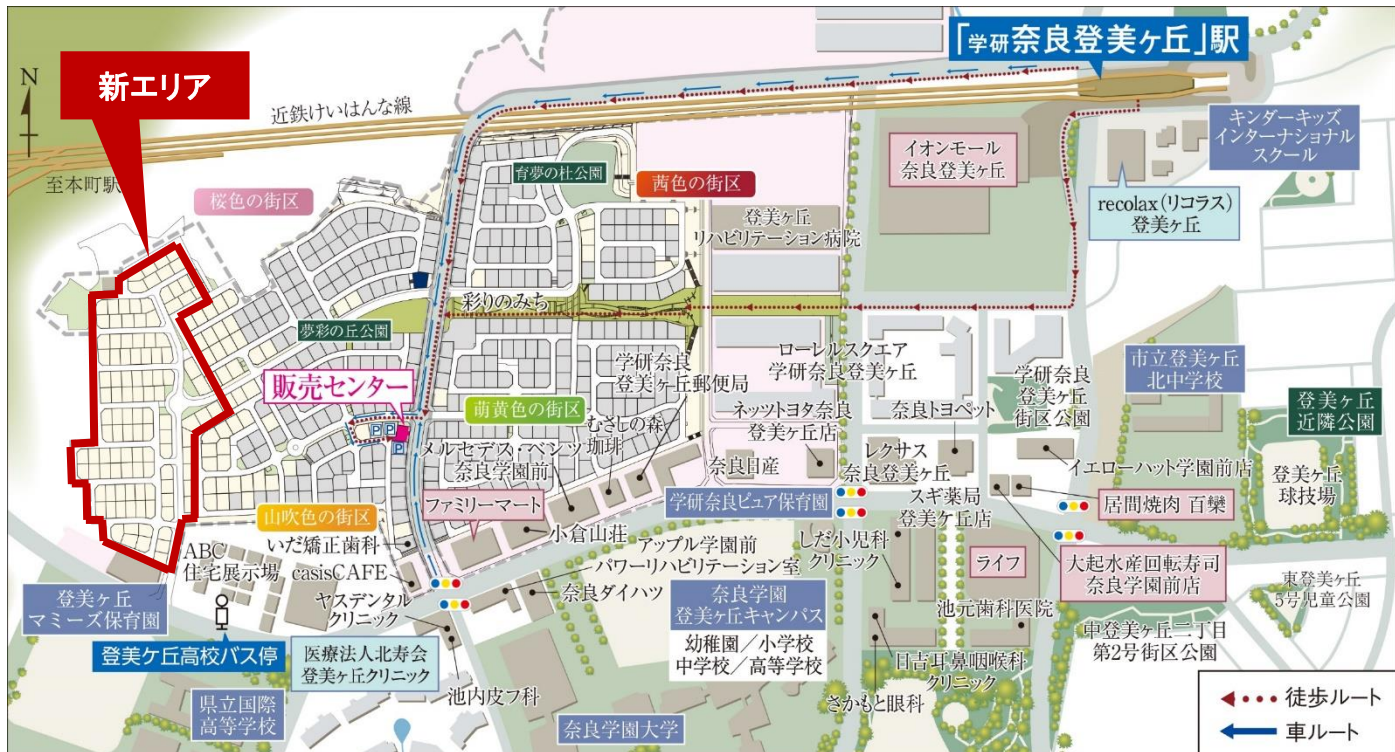 「学研奈良登美ヶ丘」駅
新エリア
N
近鉄けいはんな線
至本町駅
キンダーキッズ
インターナショナル
スクール
イオンモール
奈良登美ヶ丘
育夢の杜公園
茜色の街区
桜色の街区
recolax(リコラス)
登美ヶ丘
登美ヶ丘
リハビリテーション病院
彩りのみち
夢彩の丘公園
ローレルスクエア
学研奈良登美ヶ丘
学研奈良
登美ヶ丘郵便局
学研奈良
登美ヶ丘
街区公園
市立登美ヶ丘
北中学校
登美ヶ丘
近隣公園
販売センター
P P
P
萌黄色の街区
むさしの森
珈琲
ネッツトヨタ奈良
登美ヶ丘店
奈良トヨペット
メルセデス・ベンツ
奈良学園前
奈良日産
レクサス
奈良登美ヶ丘
イエローハット学園前店
登美ヶ丘
球技場
ファミリーマート
学研奈良ピュア保育園
スギ薬局
登美ヶ丘店
居間焼肉 百欒
山吹色の街区
いだ矯正歯科
小倉山荘
アップル学園前
パワーリハビリテーション室
しだ小児科
クリニック
ライフ
大起水産回転寿司
奈良学園前店
ABC
住宅展示場
casisCAFE
ヤスデンタル
クリニック
奈良ダイハツ
奈良学園
登美ヶ丘キャンパス
幼稚園／小学校
中学校／高等学校
池元歯科医院
東登美ヶ丘
5号児童公園
登美ヶ丘
マミーズ保育園
中登美ヶ丘二丁目
第2号街区公園
登美ケ丘高校バス停
医療法人北寿会
登美ヶ丘クリニック
日吉耳鼻咽喉科
クリニック
池内皮フ科
さかもと眼科
県立国際
高等学校
奈良学園大学
徒歩ルート
車ルート